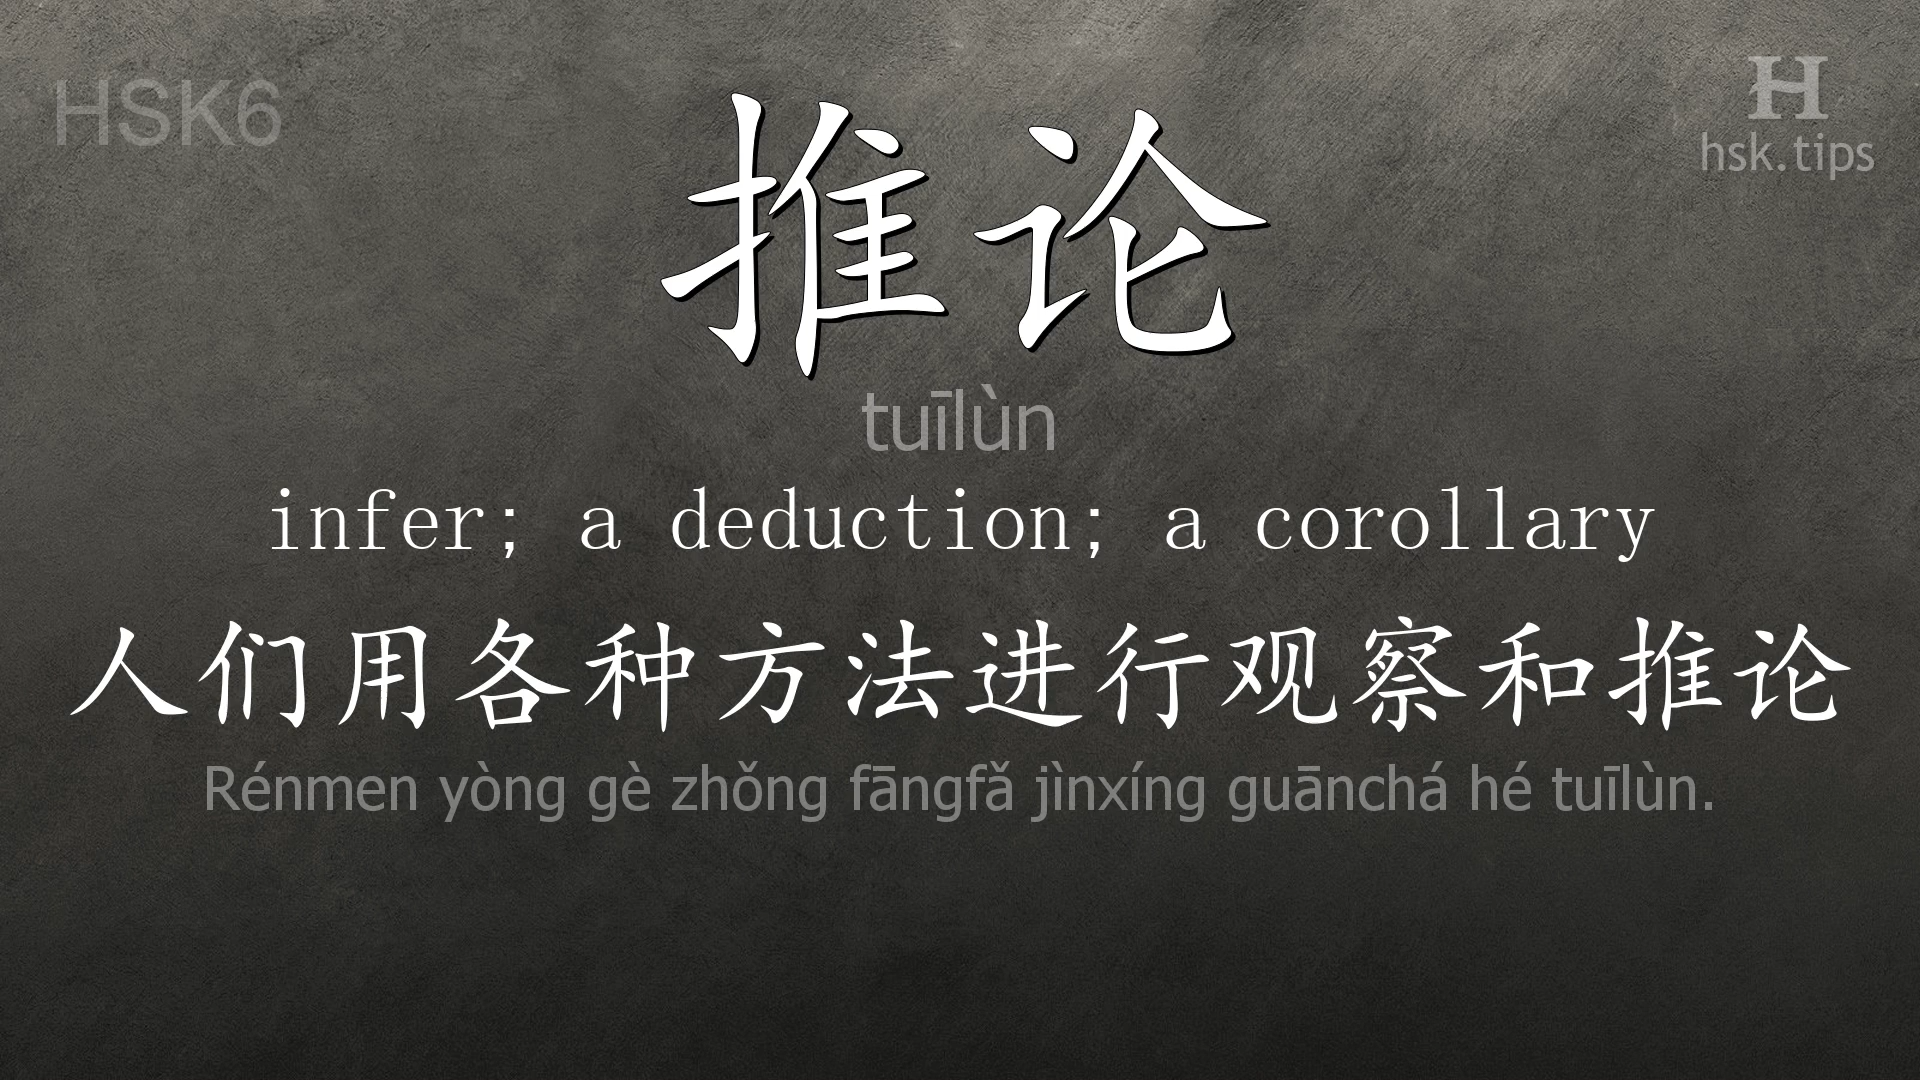 HSK6
H
hsk.tips
推论
tuīlùn
infer; a deduction; a corollary
人们用各种方法进行观察和推论
Rénmen yòng gè zhǒng fāngfǎ jìnxíng guānchá hé tuīlùn.